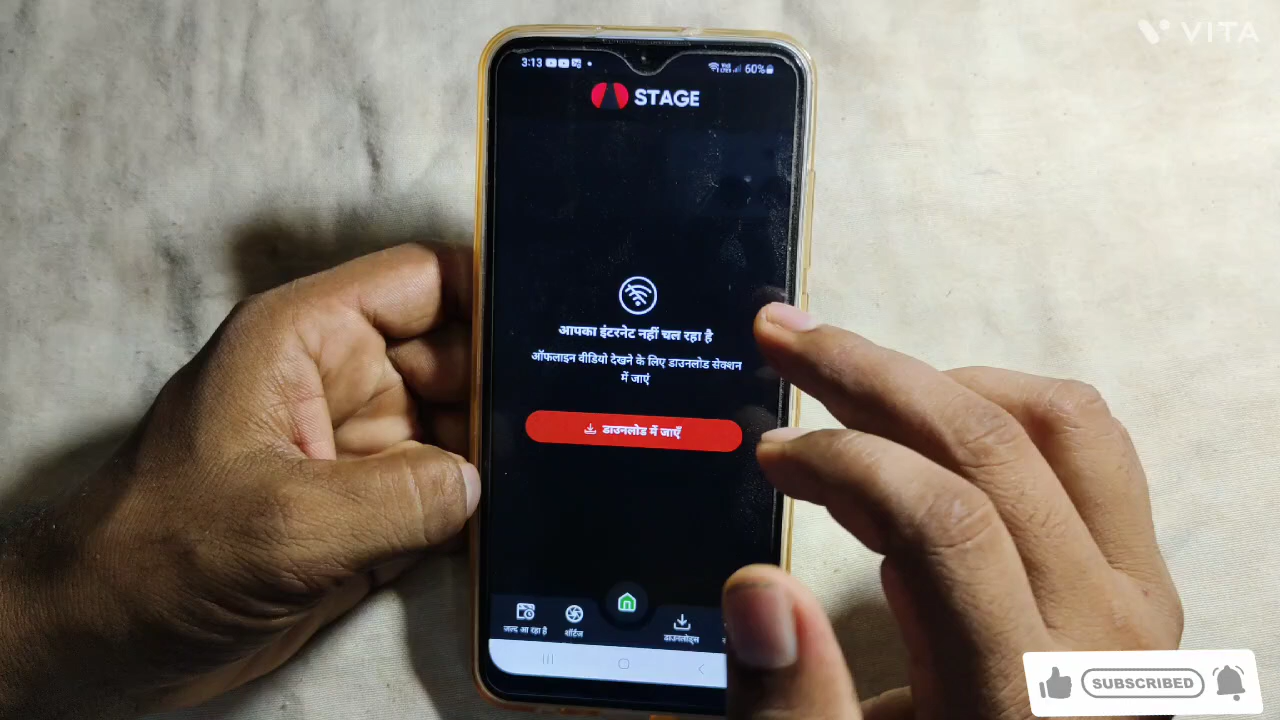 VITA
3:13
60%
STAGE
आपका इंटरनेट नहीं चल रहा है
ऑफलाइन वीडियो देखने के लिए डाउनलोड सेक्शन
में जाएं
डाउनलोड में जाएँ
जल्द आ रहा है
शॉर्टज
डाउनलोड्स
SUBSCRIBED